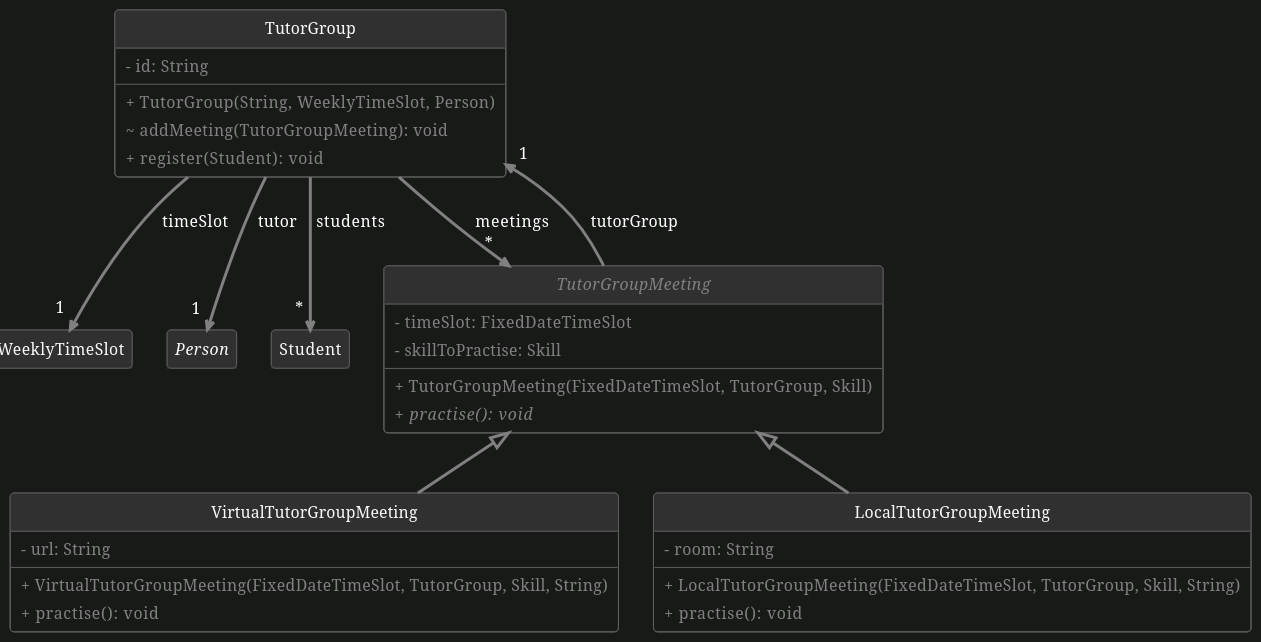 TutorGroup
- id: String
+ TutorGroup(String, WeeklyTimeSlot, Person)
~ addMeeting(TutorGroupMeeting): void
+ register(Student): void
1
timeSlot
tutor
students
meetings
tutorGroup
*
1
1
*
WeeklyTimeSlot
Person
Student
TutorGroupMeeting
- timeSlot: FixedDateTimeSlot
- skillToPractise: Skill
+ TutorGroupMeeting(FixedDateTimeSlot, TutorGroup, Skill)
+ practise(): void
VirtualTutorGroupMeeting
- url: String
+ VirtualTutorGroupMeeting(FixedDateTimeSlot, TutorGroup, Skill, String)
+ practise(): void
LocalTutorGroupMeeting
- room: String
+ LocalTutorGroupMeeting(FixedDateTimeSlot, TutorGroup, Skill, String)
+ practise(): void